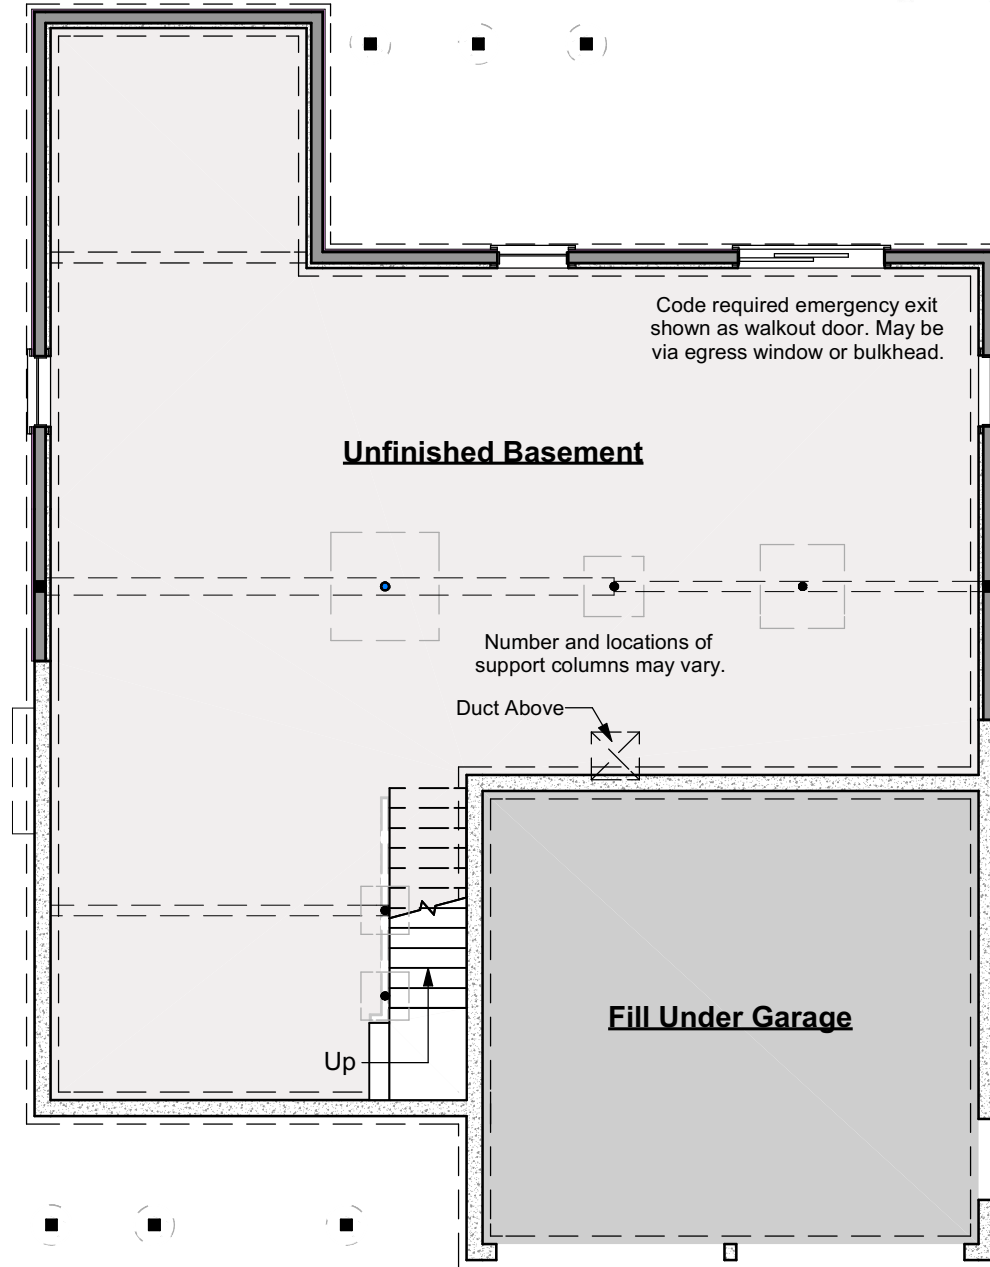 Code required emergency exit
shown as walkout door. May be
via egress window or bulkhead.
Unfinished Basement
Number and locations of
support columns may vary.
Duct Above
Fill Under Garage
Up